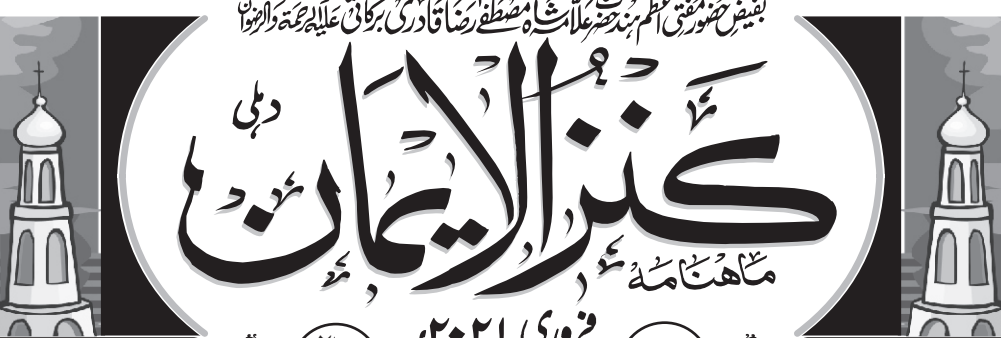 بفیض حضور مفتی اعظم ہند حضرت علامہ شاہ مصطفےٰ رضا قادری برکاتی علیہ الرحمۃ والرضوان
ماہنامہ
کنز الایمان
دہلی
فروری ۲۰۲۱ء